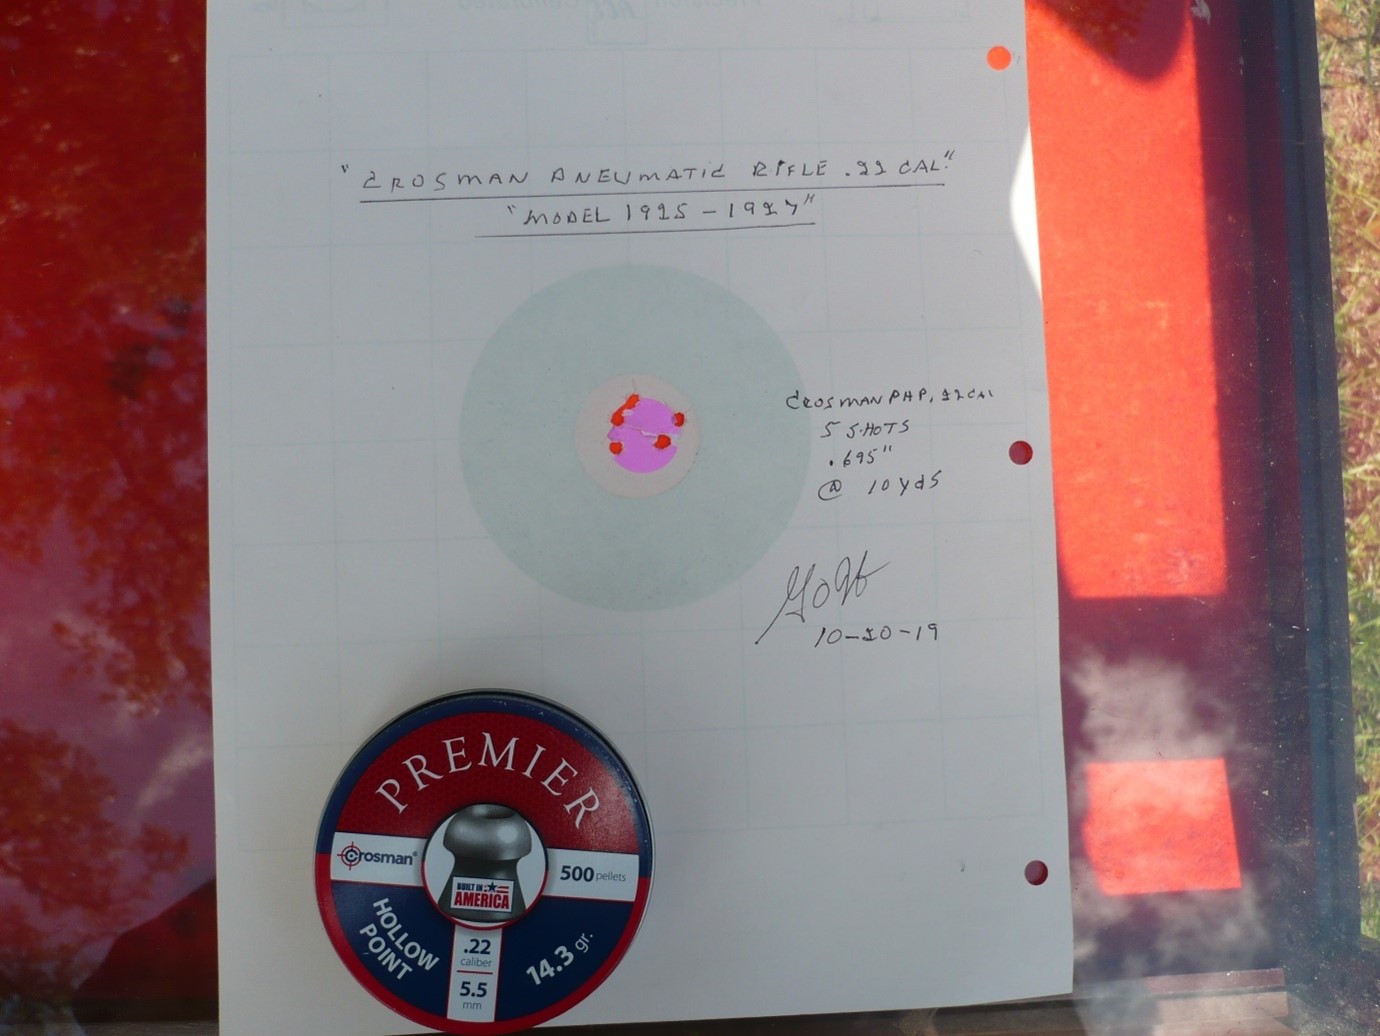 "CROSMAN PNEUMATIC RIFLE .22 CAL."
"MODEL 1925 - 1927"
CROSMAN PHP, 22 CAL
5 SHOTS
.695"
@ 10 yds
10-20-19
PREMIER
Crosman®
500 pellets
BUILT IN
AMERICA
HOLLOW
POINT
.22
caliber
5.5
mm
14.3 gr.